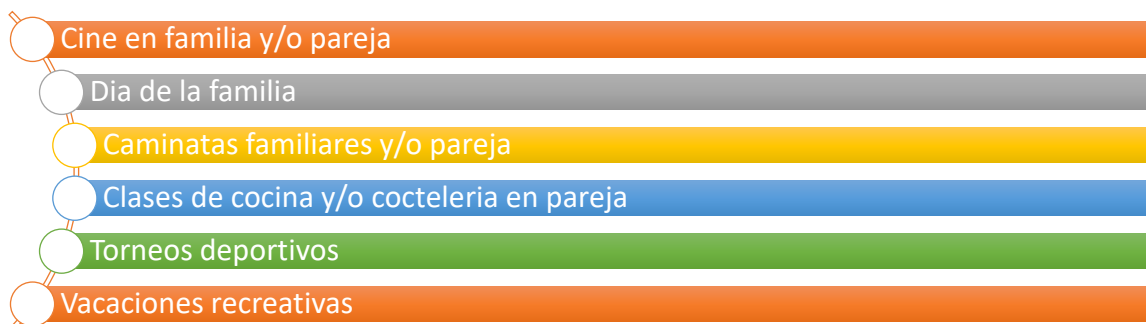 Cine en familia y/o pareja
Dia de la familia
Caminatas familiares y/o pareja
Clases de cocina y/o cocteleria en pareja
Torneos deportivos
Vacaciones recreativas